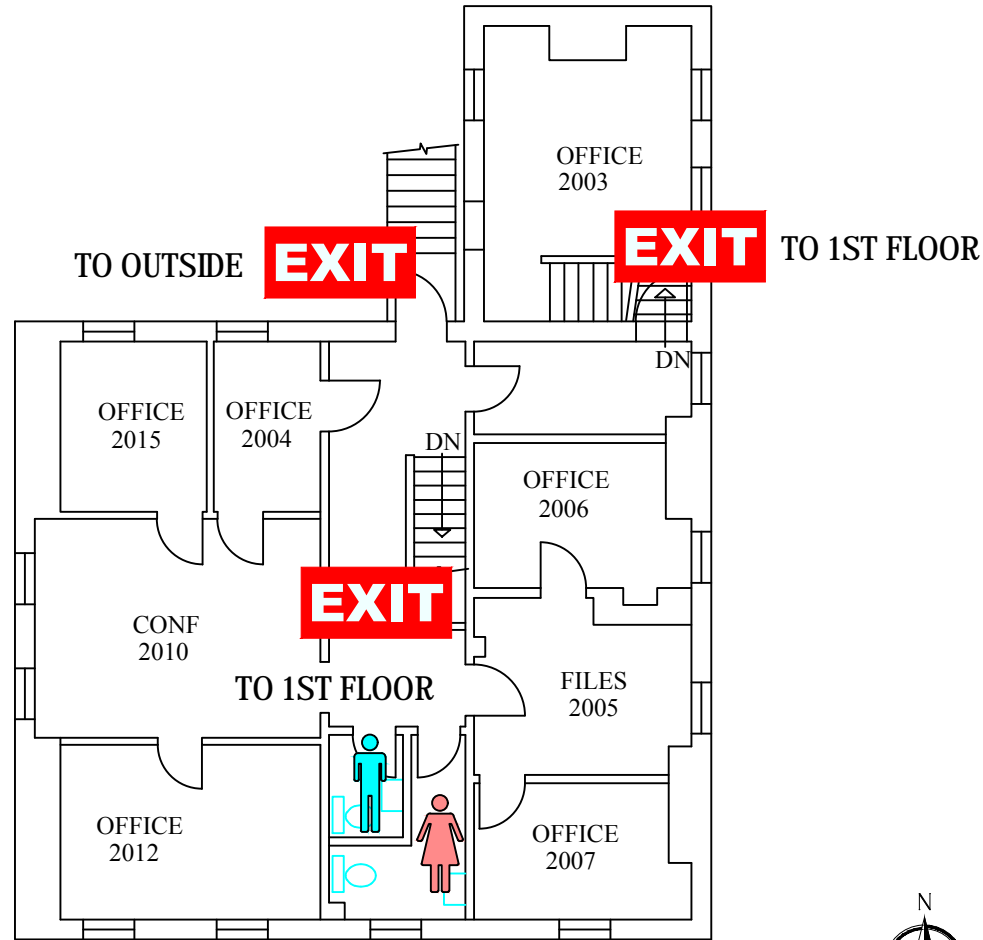 OFFICE
2003
TO OUTSIDE
EXIT
EXIT
TO 1ST FLOOR
DN
OFFICE
2015
OFFICE
2004
DN
OFFICE
2006
EXIT
TO 1ST FLOOR
CONF
2010
FILES
2005
OFFICE
2012
OFFICE
2007
N